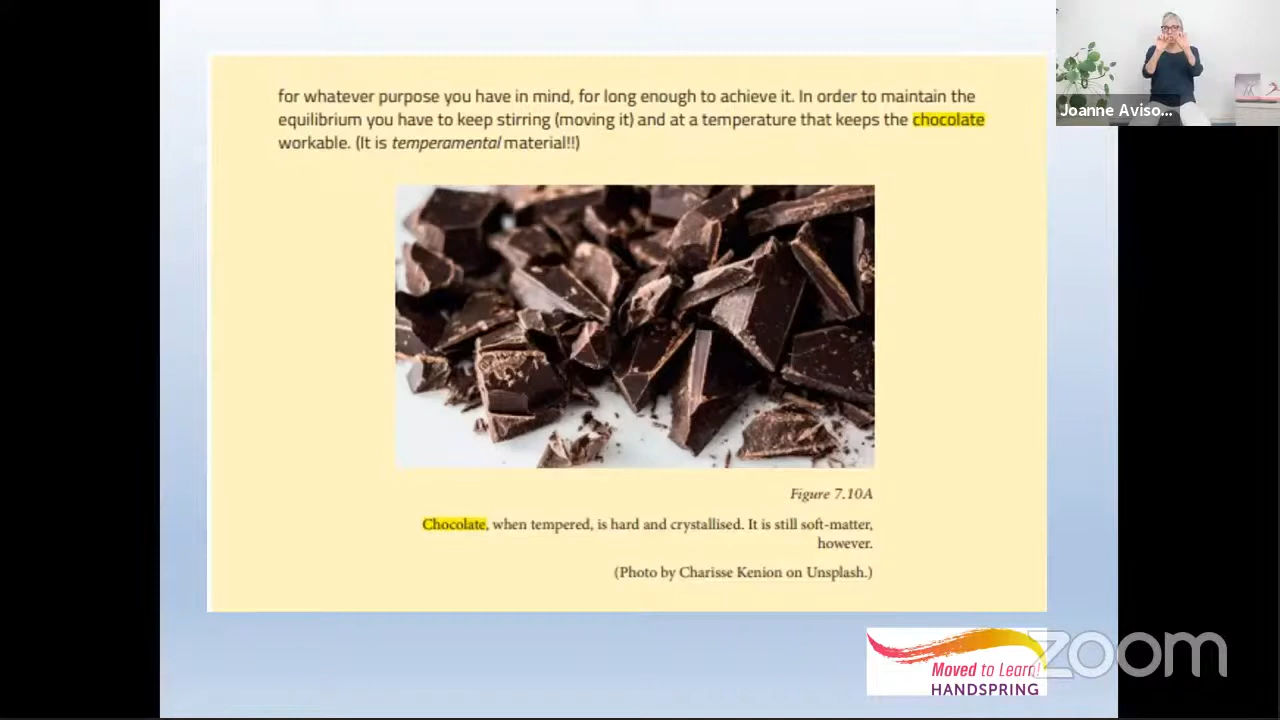 Joanne Aviso...
for whatever purpose you have in mind, for long enough to achieve it. In order to maintain the
equilibrium you have to keep stirring (moving it) and at a temperature that keeps the chocolate
workable. (It is temperamental material!!)
Figure 7.10A
Chocolate, when tempered, is hard and crystallised. It is still soft-matter,
however.
(Photo by Charisse Kenion on Unsplash.)
Moved to Learn!
HANDSPRING
zoom